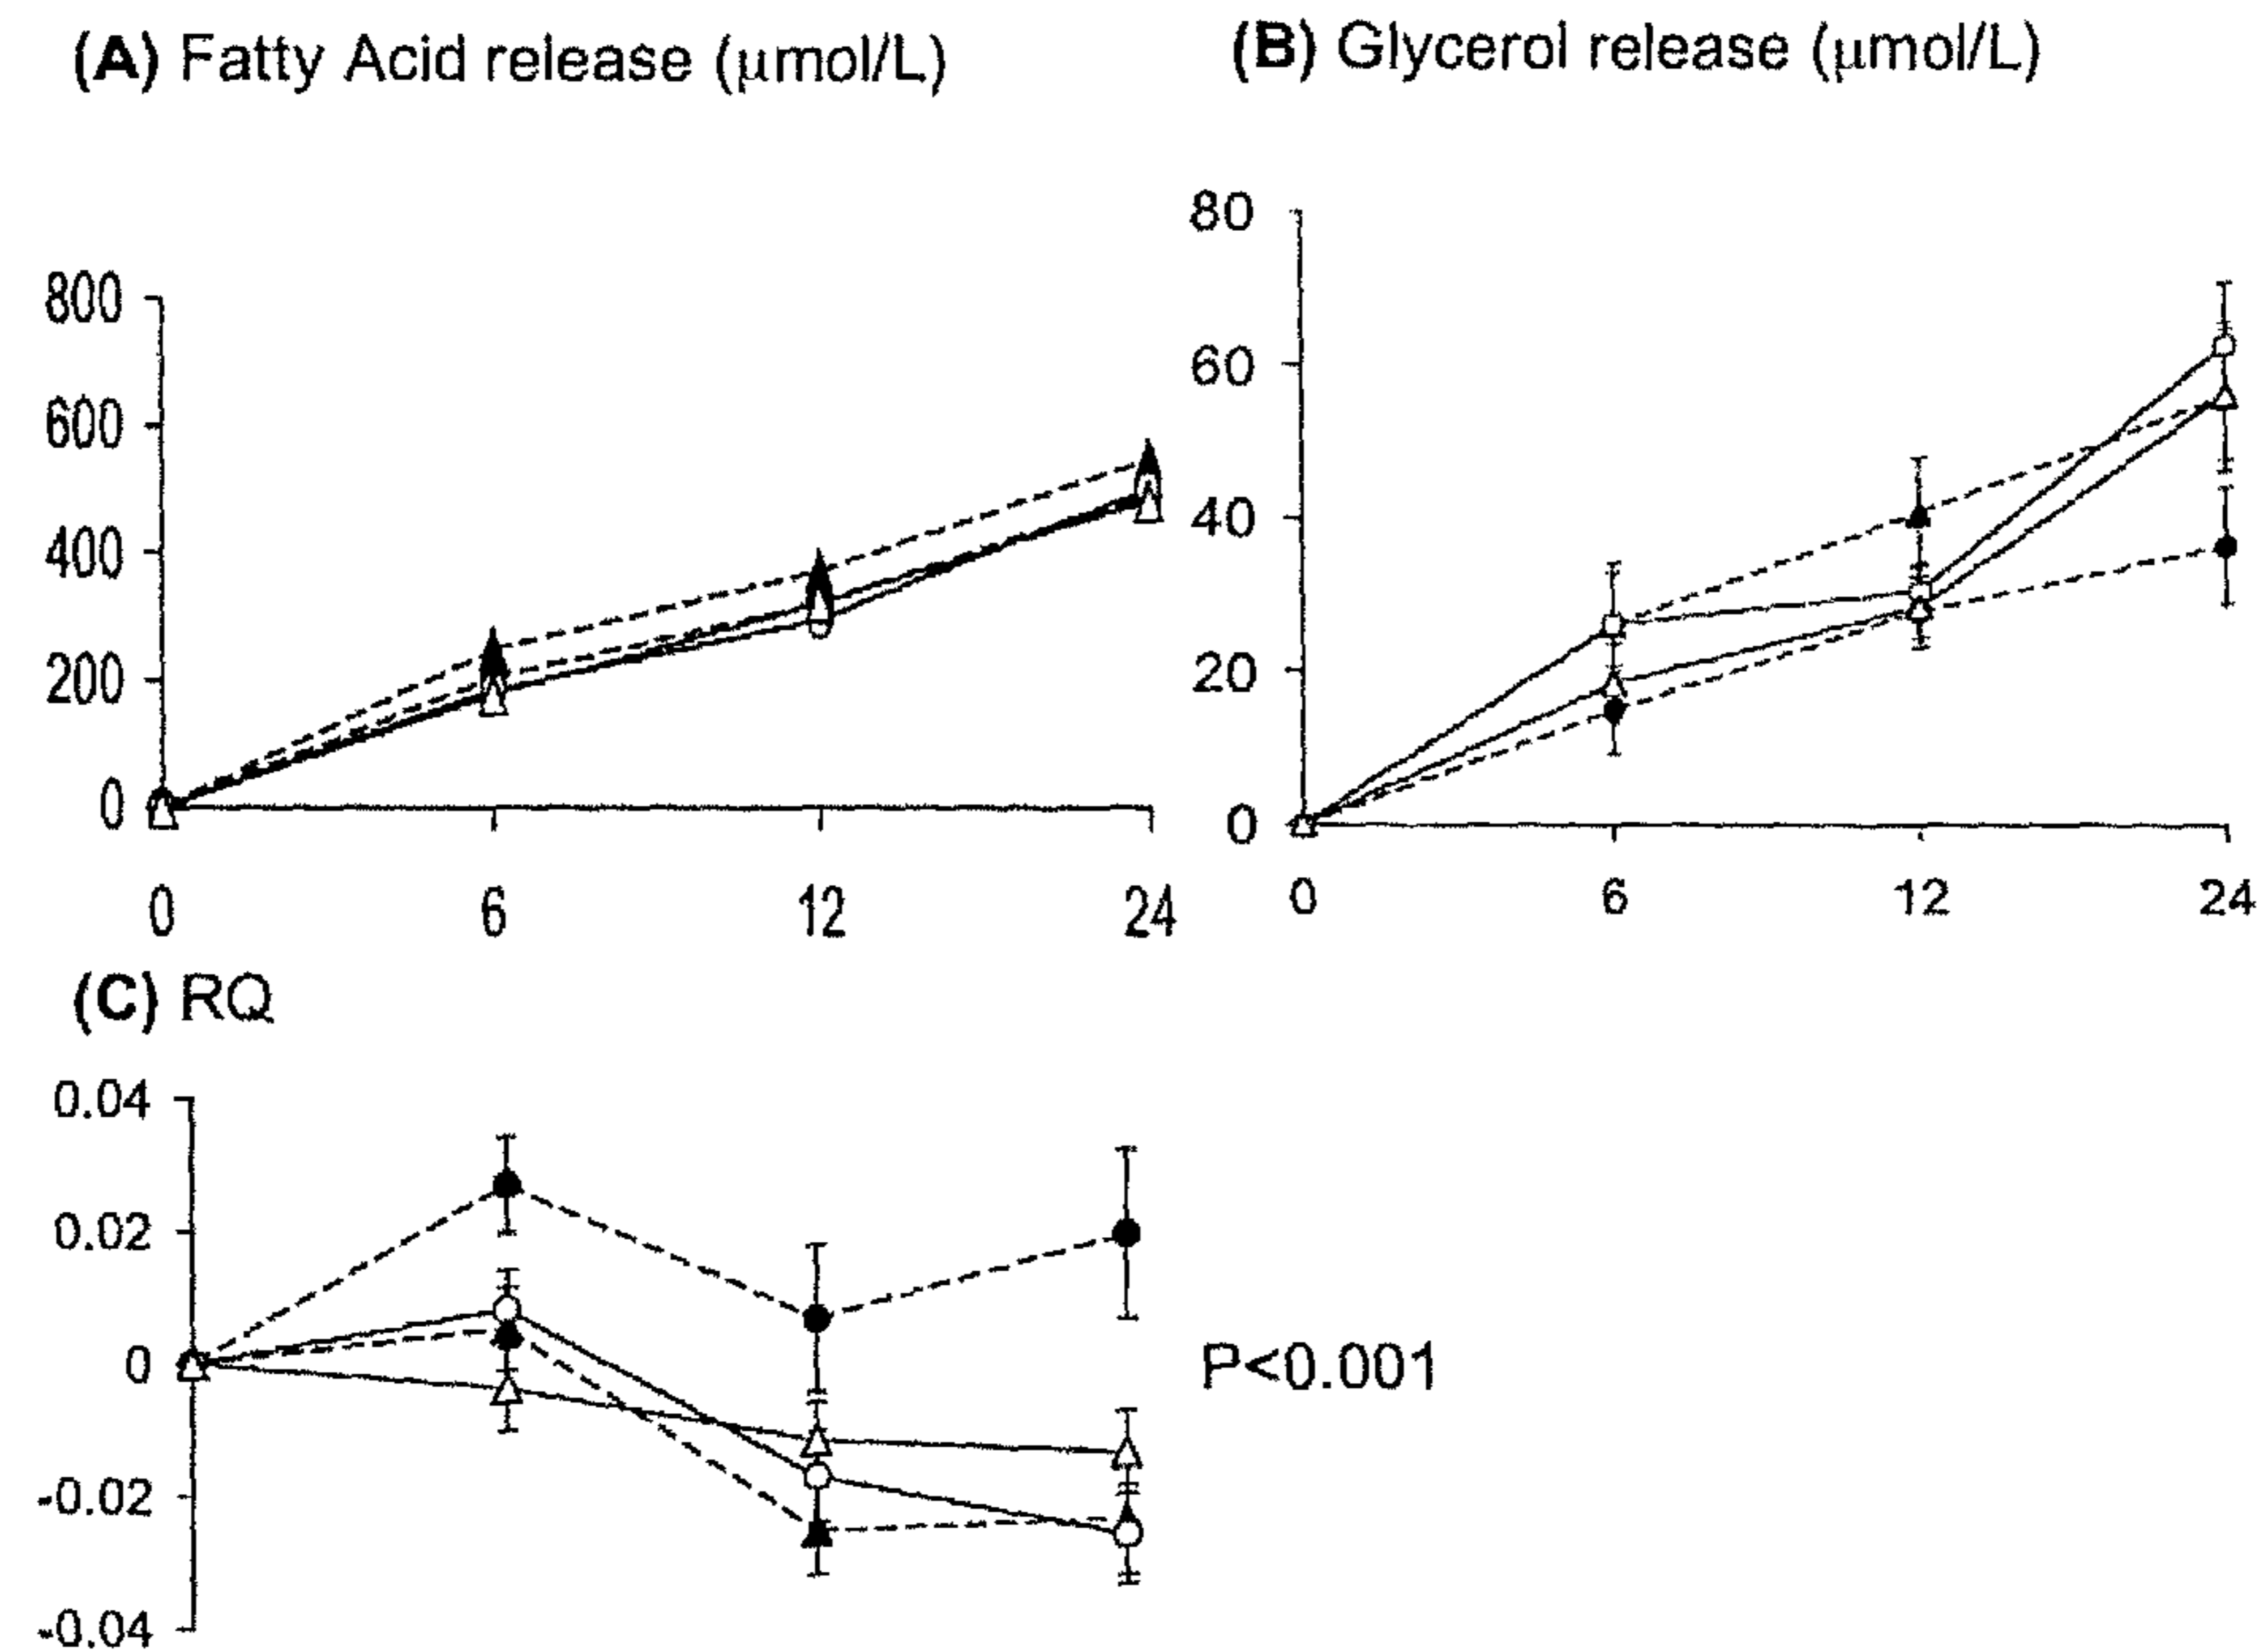 (A) Fatty Acid release (µmol/L)
800
600
400
200
0
0 6 12 24
(B) Glycerol release (µmol/L)
80
60
40
20
0
0 6 12 24
(C) RQ
0.04
0.02
0
-0.02
-0.04
P<0.001